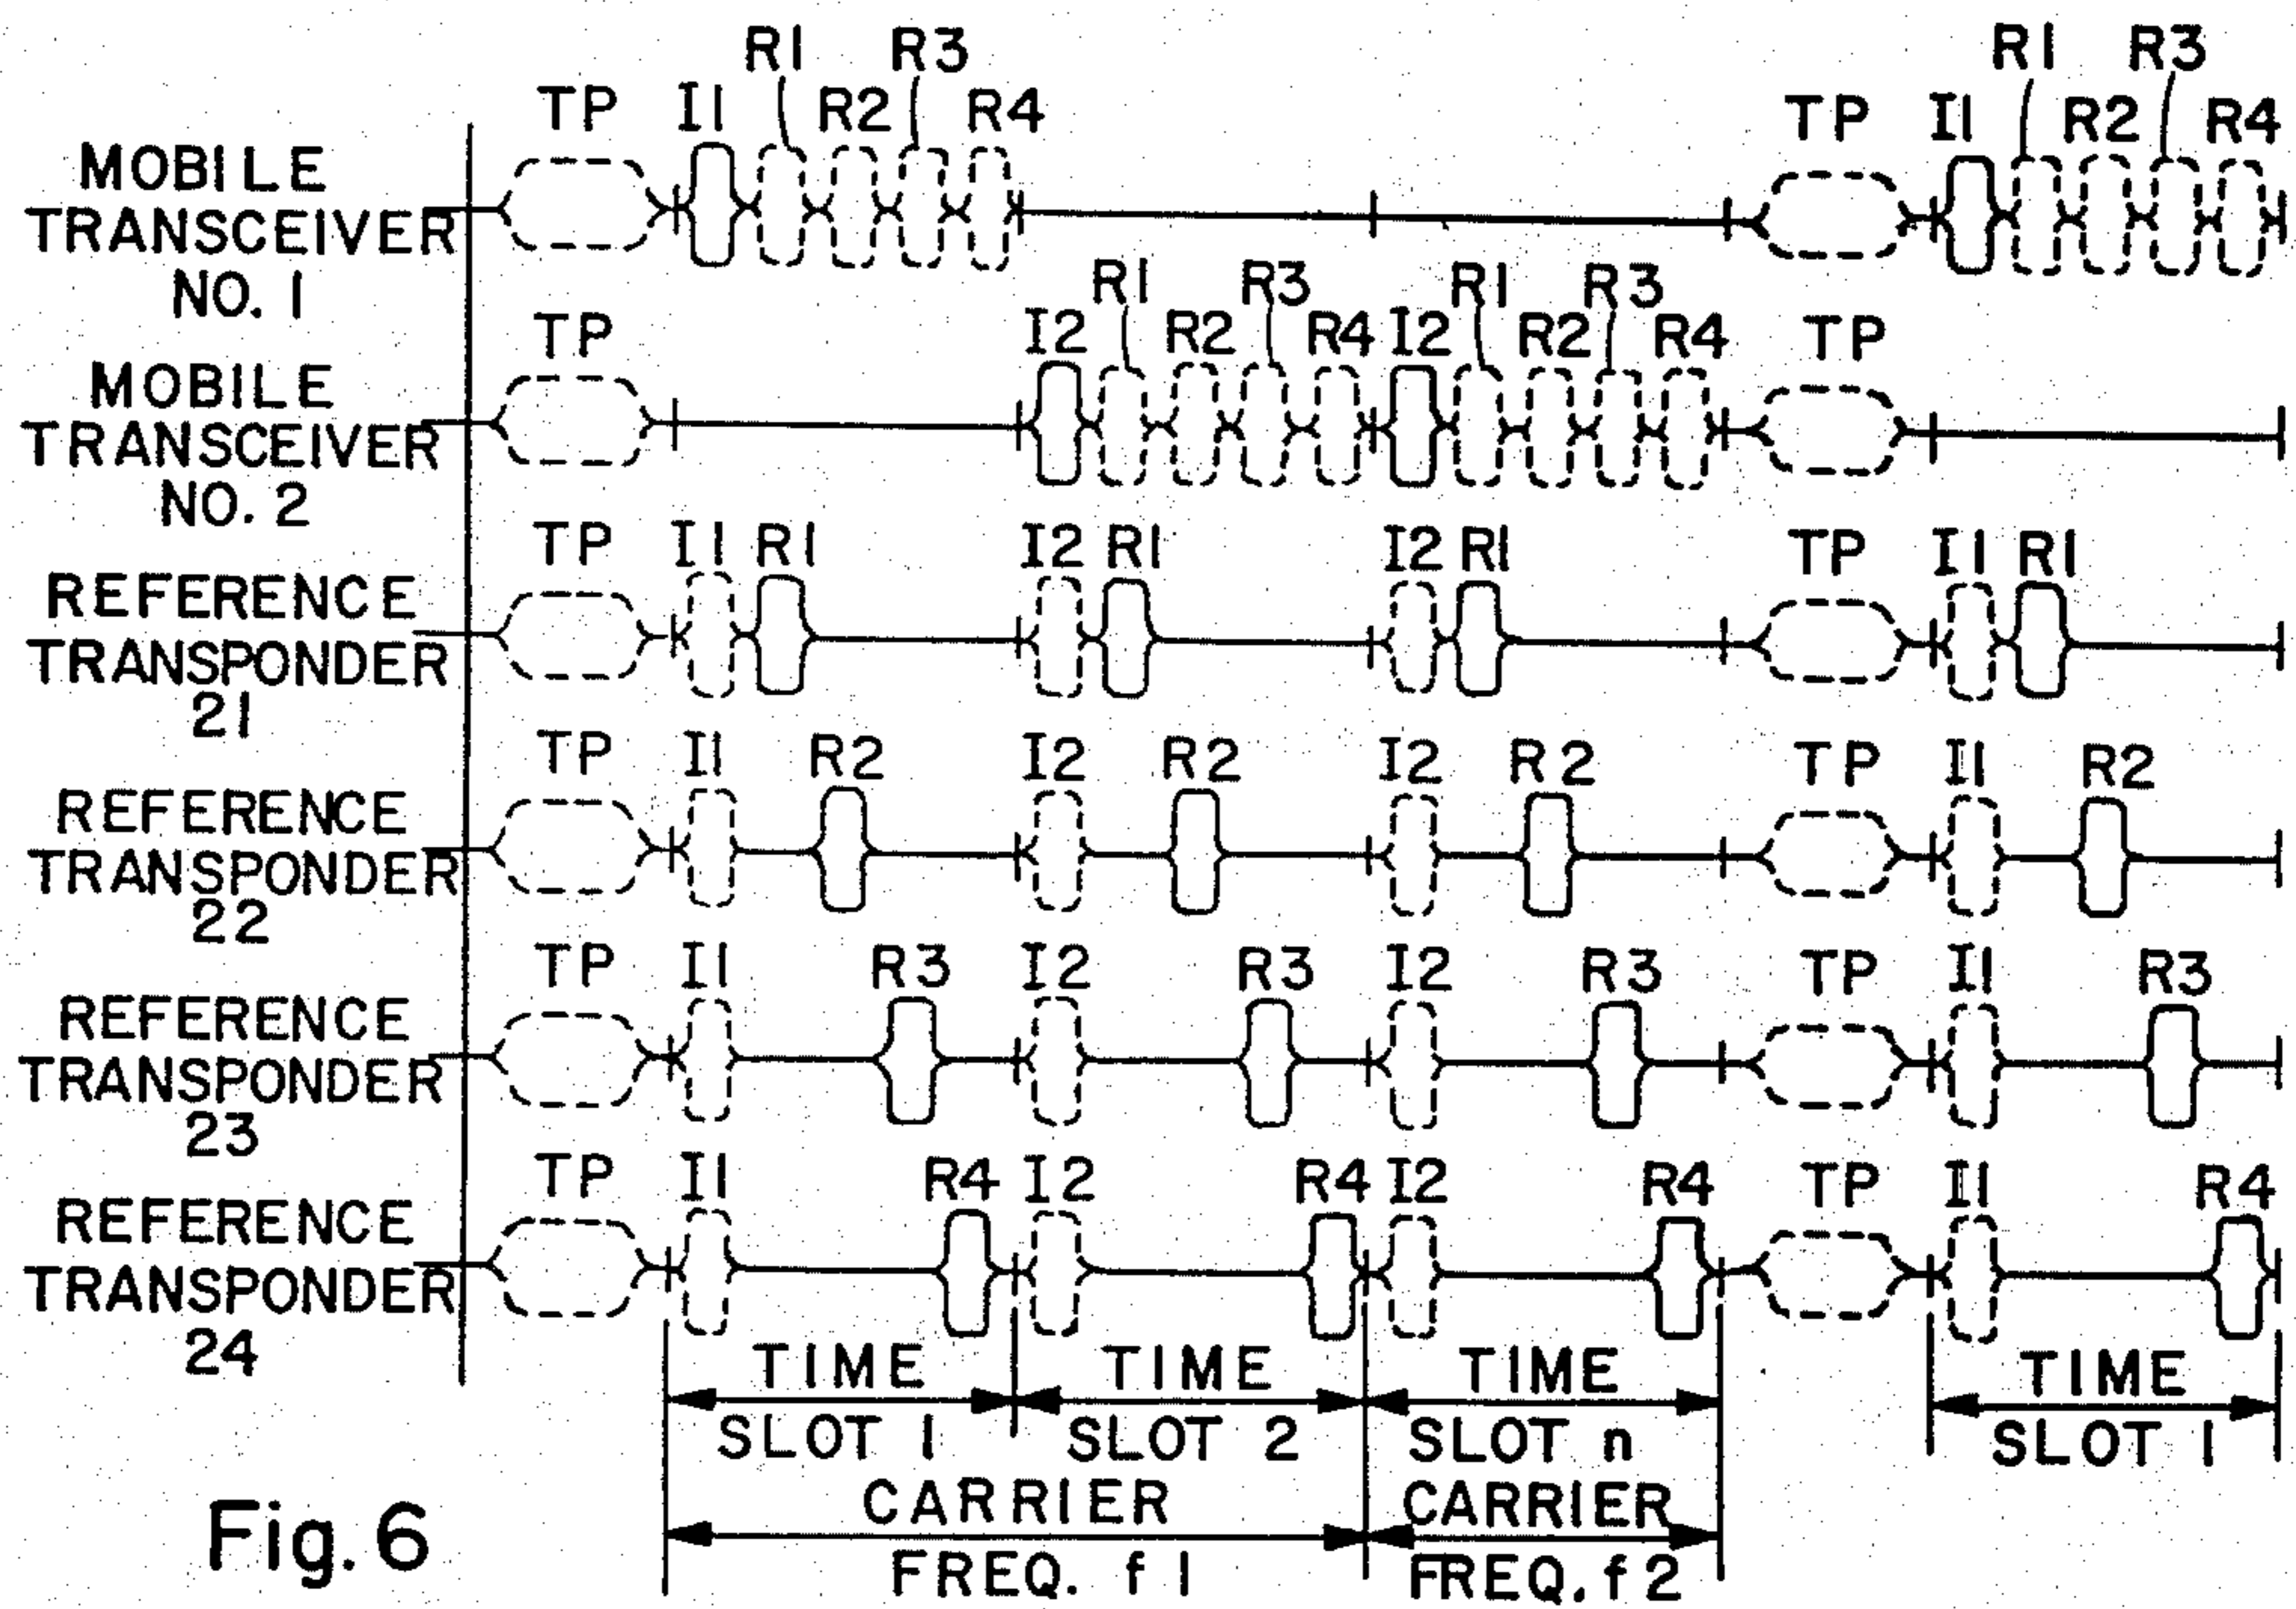 R1 R3 R1 R3
TP I1 R2 R4 TP I1 R2 R4
MOBILE
TRANSCEIVER
NO. 1
R1 R3 R1 R3
TP I2 R2 R4 I2 R2 R4 TP
MOBILE
TRANSCEIVER
NO. 2
TP I1 R1 I2 R1 I2 R1 TP I1 R1
REFERENCE
TRANSPONDER
21
TP I1 R2 I2 R2 I2 R2 TP I1 R2
REFERENCE
TRANSPONDER
22
TP I1 R3 I2 R3 I2 R3 TP I1 R3
REFERENCE
TRANSPONDER
23
TP I1 R4 I2 R4 I2 R4 TP I1 R4
REFERENCE
TRANSPONDER
24
TIME TIME TIME TIME
SLOT 1 SLOT 2 SLOT n SLOT 1
CARRIER CARRIER
FREQ. f1 FREQ. f2
Fig. 6